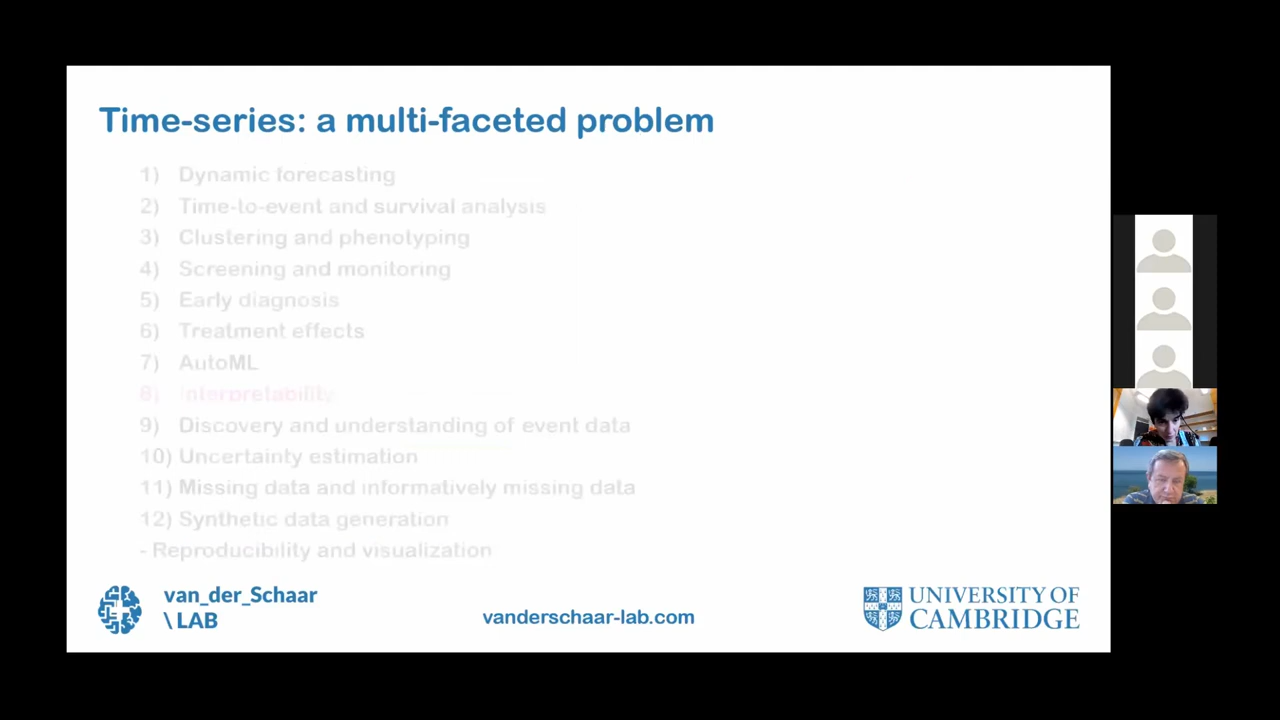 Time-series: a multi-faceted problem
1) Dynamic forecasting
2) Time-to-event and survival analysis
3) Clustering and phenotyping
4) Screening and monitoring
5) Early diagnosis
6) Treatment effects
7) AutoML
8) Interpretability
9) Discovery and understanding of event data
10) Uncertainty estimation
11) Missing data and informatively missing data
12) Synthetic data generation
- Reproducibility and visualization
van_der_Schaar
\ LAB
vanderschaar-lab.com
UNIVERSITY OF
CAMBRIDGE